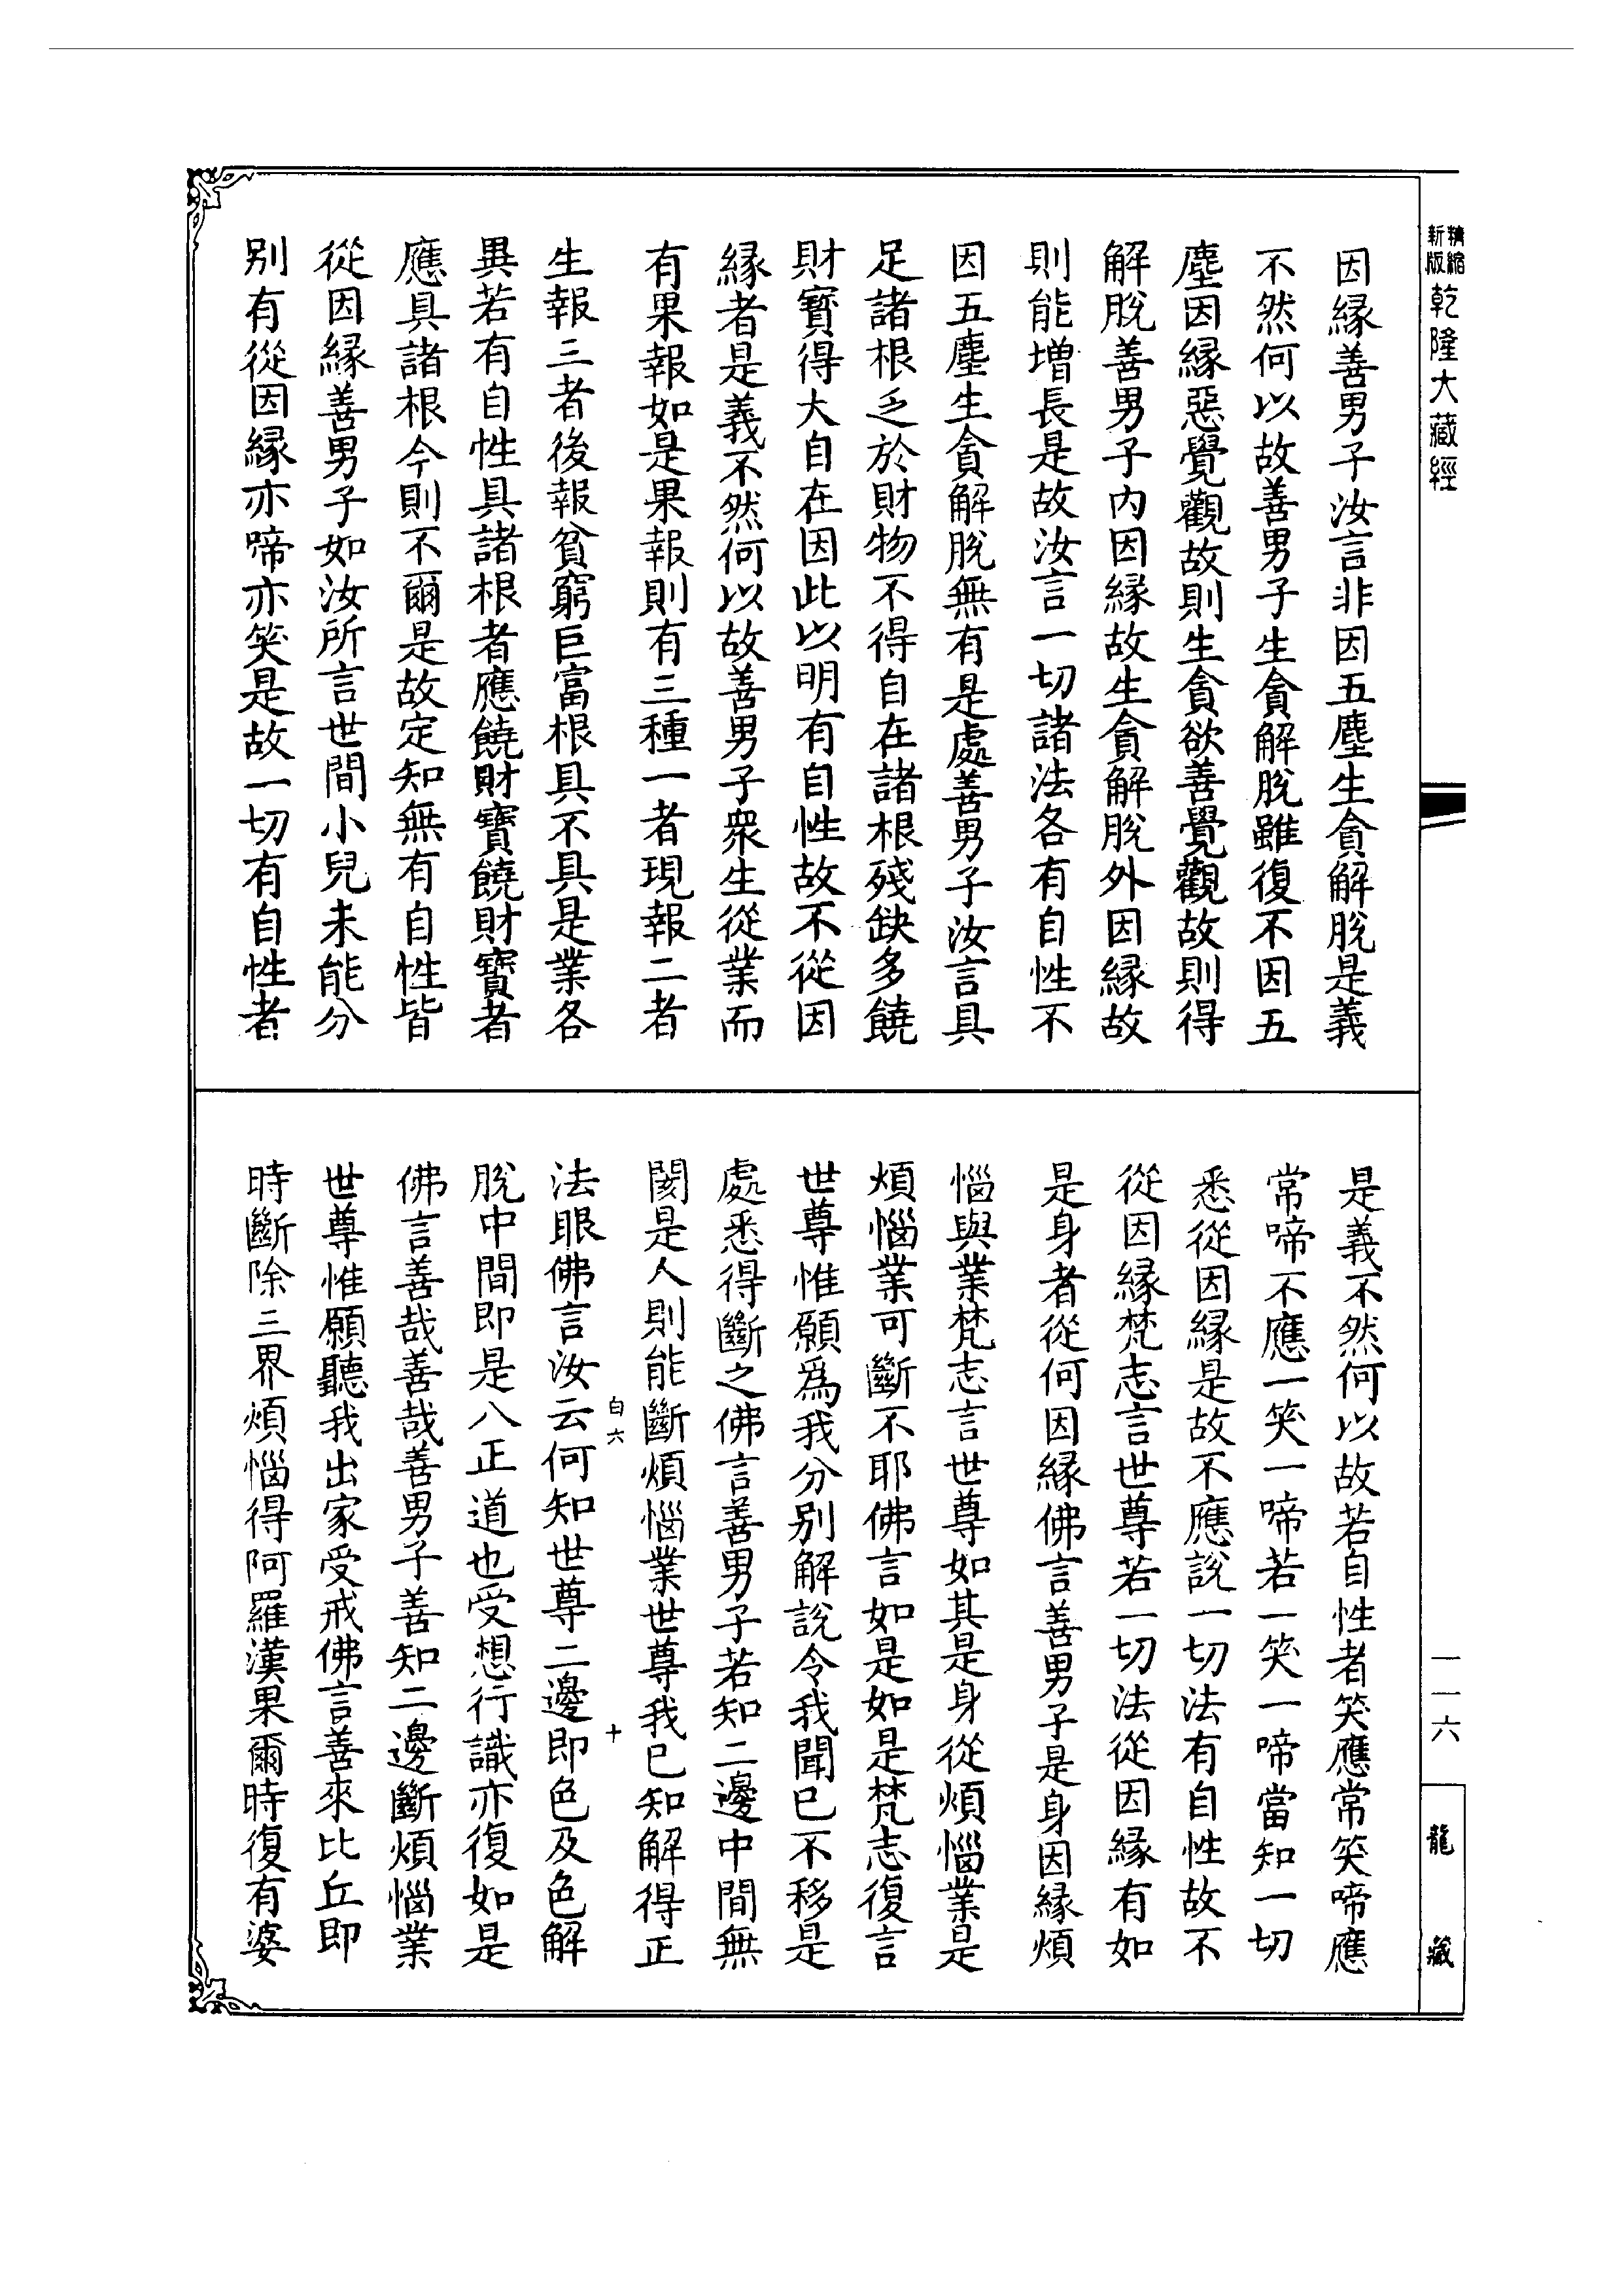 精縮
新版
乾隆大藏經
因縁善男子汝言非因五塵生貪解脫是義
不然何以故善男子生貪解脫雖復不因五
塵因縁惡覺觀故則生貪欲善覺觀故則得
解脫善男子內因縁故生貪解脫外因縁故
則能增長是故汝言一切諸法各有自性不
因五塵生貪解脫無有是處善男子汝言具
足諸根乏於財物不得自在諸根殘缺多饒
財寶得大自在因此以明有自性故不從因
縁者是義不然何以故善男子衆生從業而
有果報如是果報則有三種一者現報二者
生報三者後報貧窮巨富根具不具是業各
異若有自性具諸根者應饒財寶饒財寶者
應具諸根今則不爾是故定知無有自性皆
從因縁善男子如汝所言世間小兒未能分
别有從因縁亦啼亦笑是故一切有自性者
是義不然何以故若自性者笑應常笑啼應
常啼不應一笑一啼若一笑一啼當知一切
悉從因縁是故不應說一切法有自性故不
從因縁梵志言世尊若一切法從因縁有如
是身者從何因縁佛言善男子是身因縁煩
惱與業梵志言世尊如其是身從煩惱業是
煩惱業可斷不耶佛言如是如是梵志復言
世尊惟願爲我分别解說令我聞已不移是
處悉得斷之佛言善男子若知二邊中間無
閡是人則能斷煩惱業世尊我已知解得正
法眼佛言汝云何知世尊二邊即色及色解
脫中間即是八正道也受想行識亦復如是
佛言善哉善哉善男子善知二邊斷煩惱業
世尊惟願聽我出家受戒佛言善來比丘即
時斷除三界煩惱得阿羅漢果爾時復有婆
白六
十
一一六
龍藏